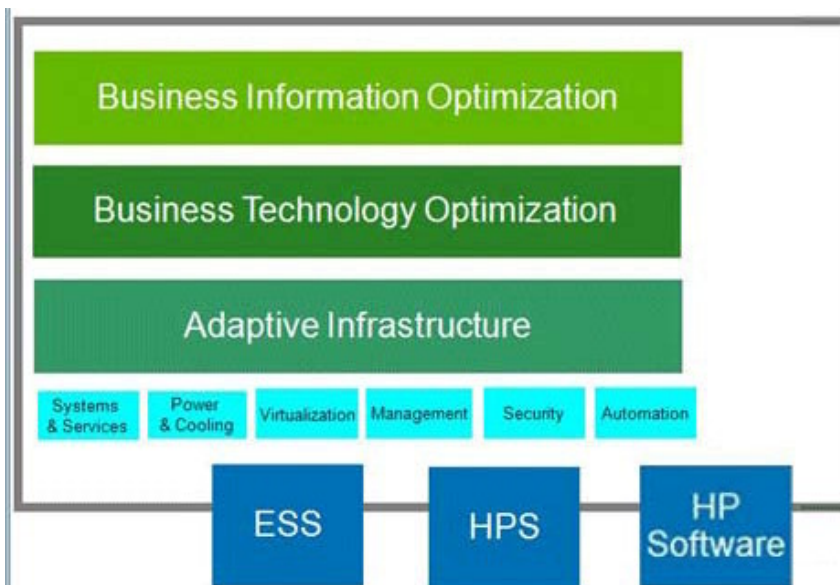 Business Information Optimization
Business Technology Optimization
Adaptive Infrastructure
Systems
& Services
Power
& Cooling
Virtualization
Management
Security
Automation
ESS
HPS
HP
Software